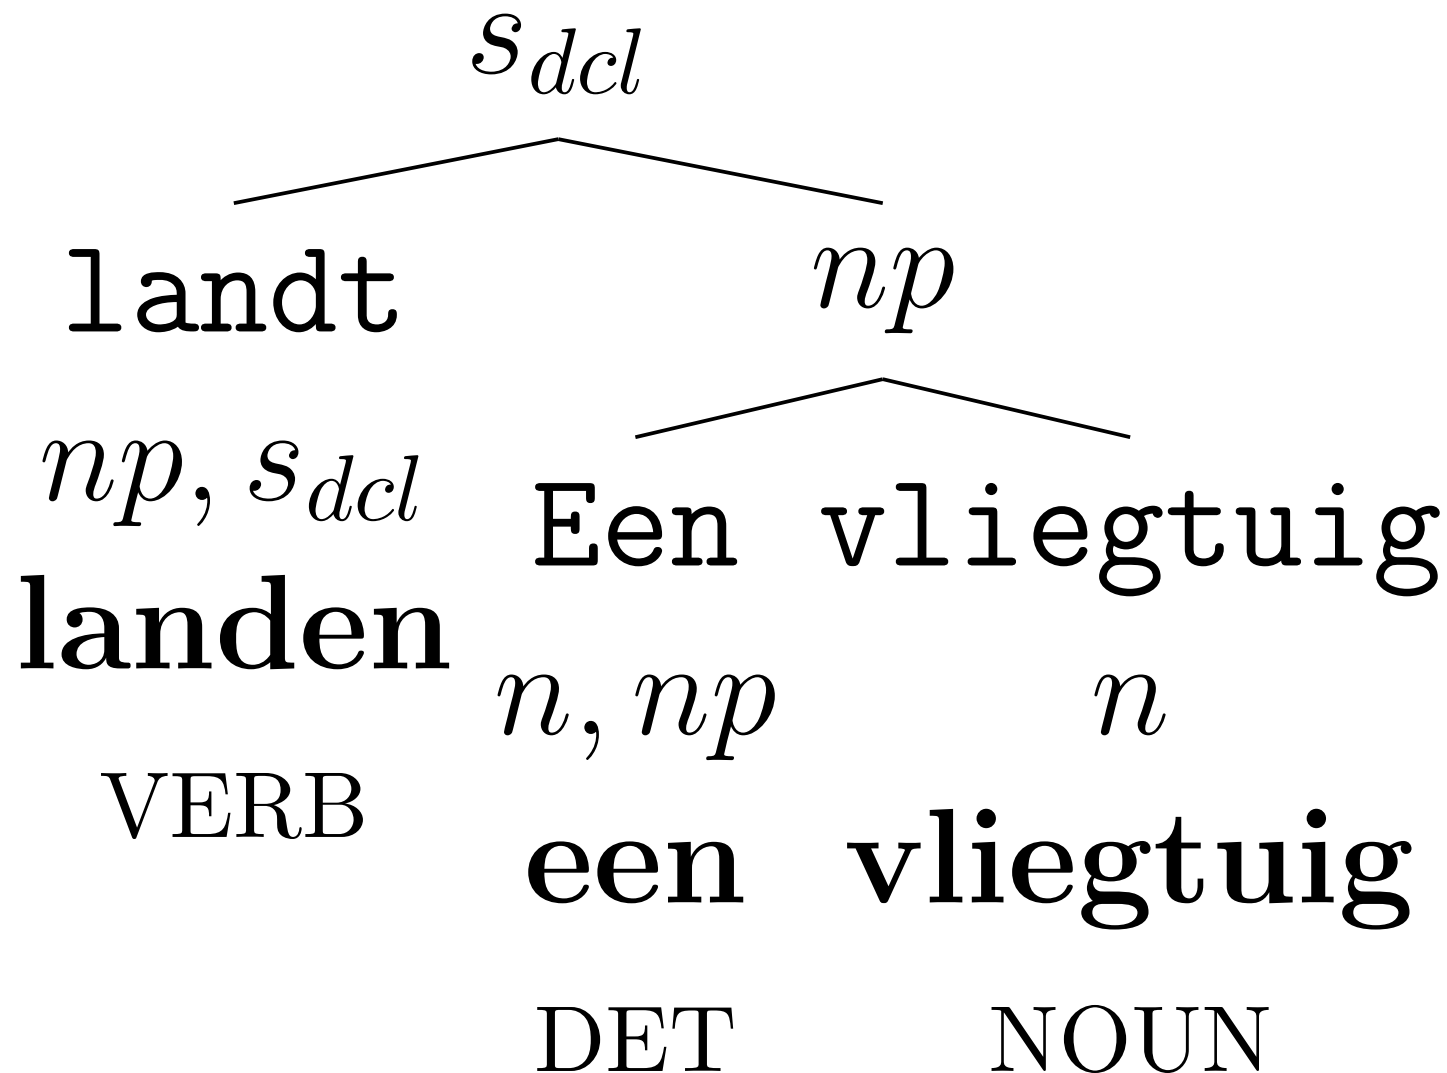 s_dcl
landt np
np, s_dcl
Een vliegtuig
landen
n, np n
VERB
een vliegtuig
DET NOUN